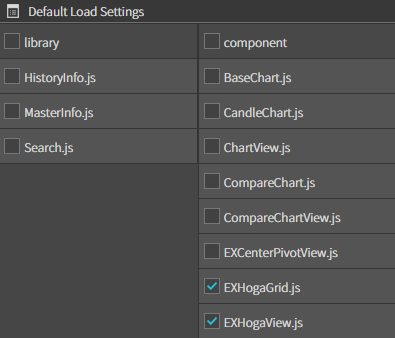 Default Load Settings
library
component
HistoryInfo.js
BaseChart.js
MasterInfo.js
CandleChart.js
Search.js
ChartView.js
CompareChart.js
CompareChartView.js
EXCenterPivotView.js
EXHogaGrid.js
EXHogaView.js